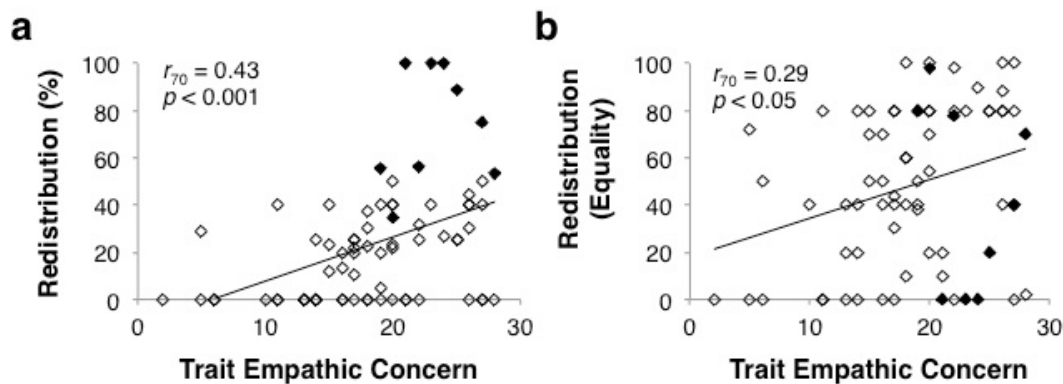 a
r70 = 0.43
p < 0.001
Redistribution (%)
100
80
60
40
20
0
0 10 20 30
Trait Empathic Concern
b
r70 = 0.29
p < 0.05
Redistribution
(Equality)
100
80
60
40
20
0
0 10 20 30
Trait Empathic Concern